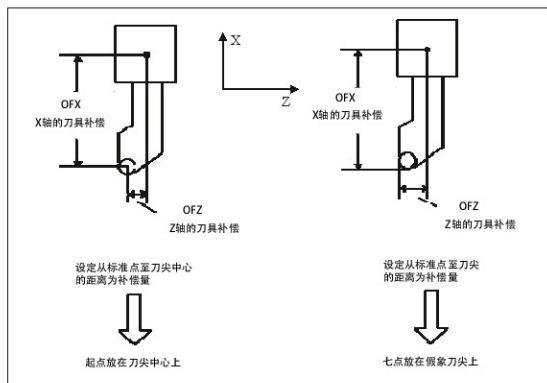 X
Z
OFX
X轴的刀具补偿
OFZ
Z轴的刀具补偿
设定从标准点至刀尖中心
的距离为补偿量
起点放在刀尖中心上
OFX
X轴的刀具补偿
OFZ
Z轴的刀具补偿
设定从标准点至刀尖
的距离为补偿量
七点放在假象刀尖上